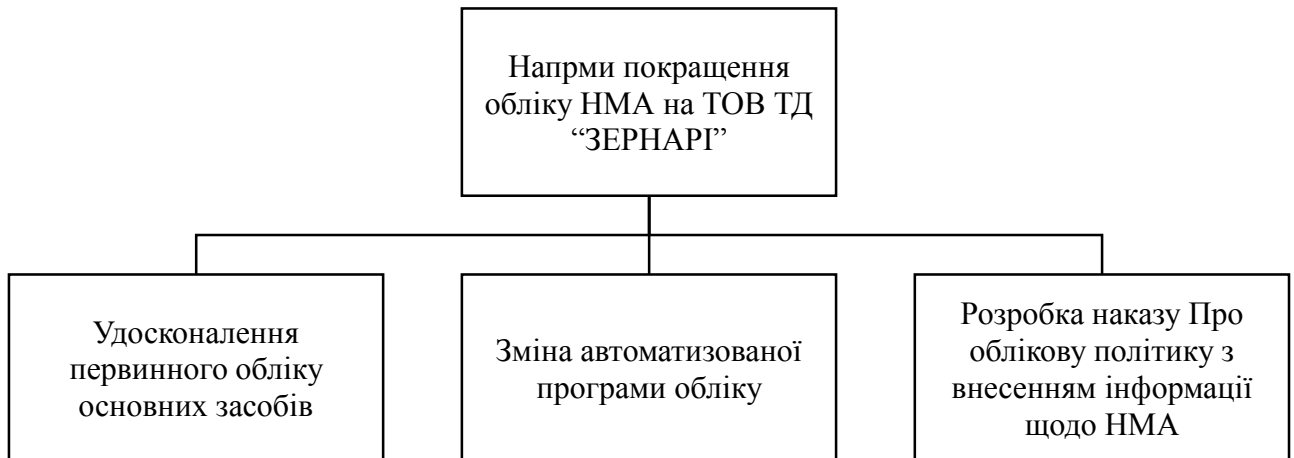 Напрми покращення
обліку НМА на ТОВ ТД
“ЗЕРНАРІ”
Удосконалення
первинного обліку
основних засобів
Зміна автоматизованої
програми обліку
Розробка наказу Про
облікову політику з
внесенням інформації
щодо НМА